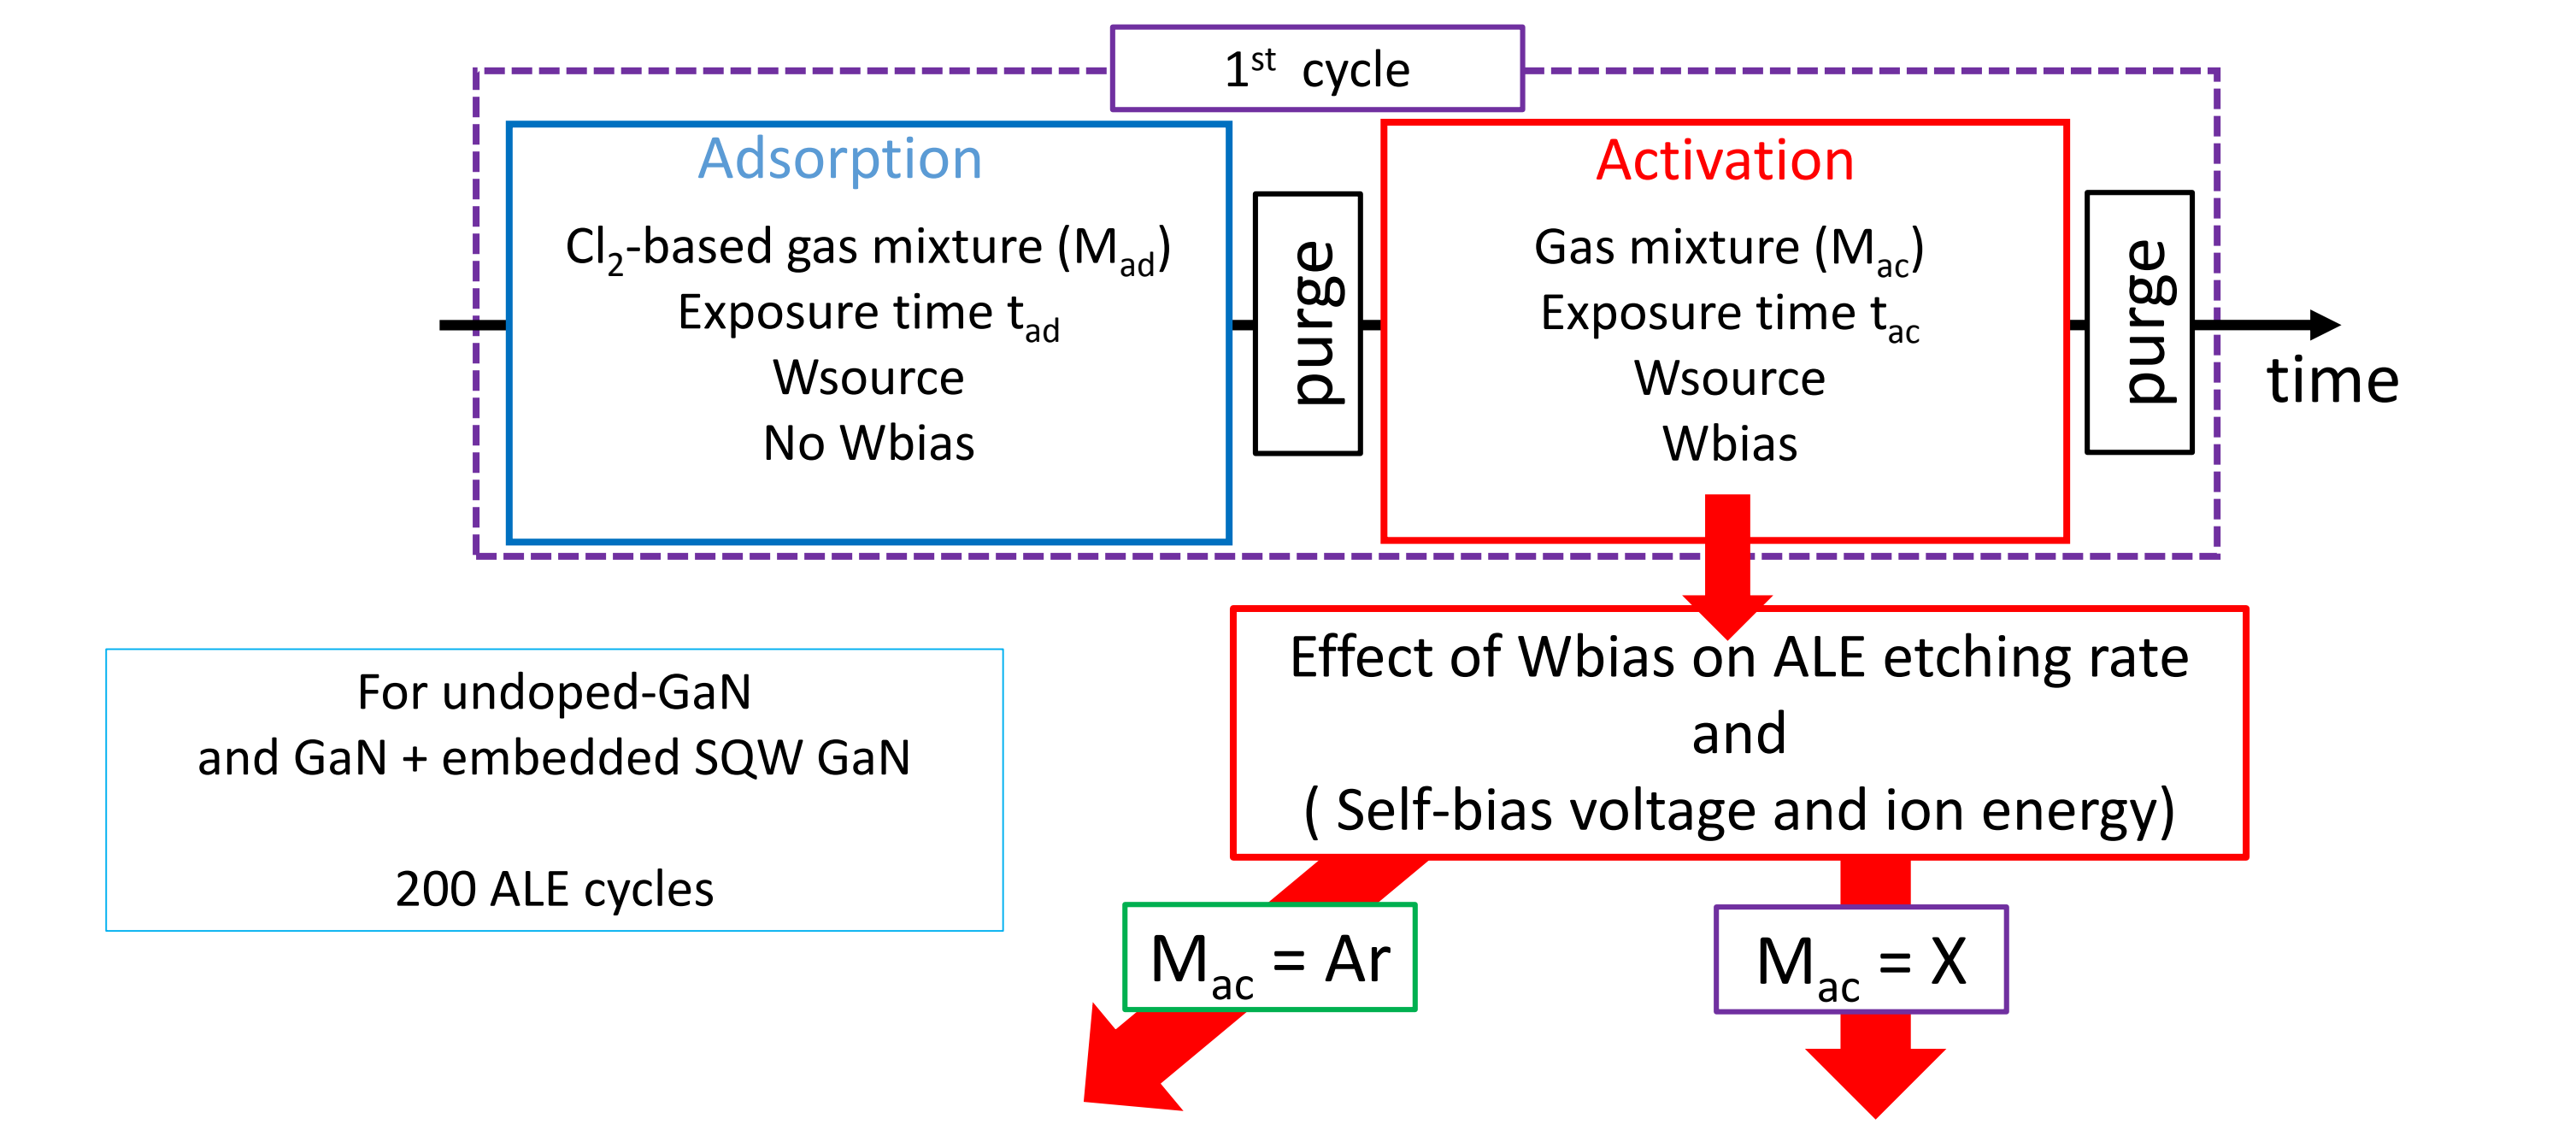 1st cycle
Adsorption
Cl2-based gas mixture (Mad)
Exposure time tad
Wsource
No Wbias
purge
Activation
Gas mixture (Mac)
Exposure time tac
Wsource
Wbias
purge
time
For undoped-GaN
and GaN + embedded SQW GaN
200 ALE cycles
Effect of Wbias on ALE etching rate
and
( Self-bias voltage and ion energy)
Mac = Ar
Mac = X